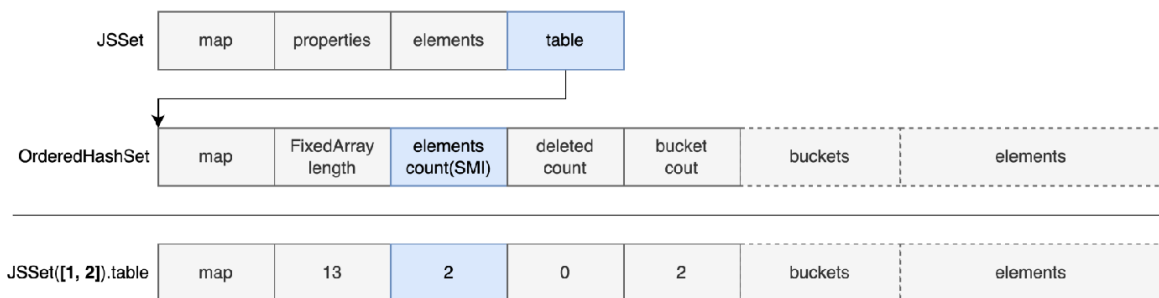 JSSet map properties elements table
OrderedHashSet map FixedArray length elements count(SMI) deleted count bucket cout buckets elements
JSSet([1, 2]).table map 13 2 0 2 buckets elements